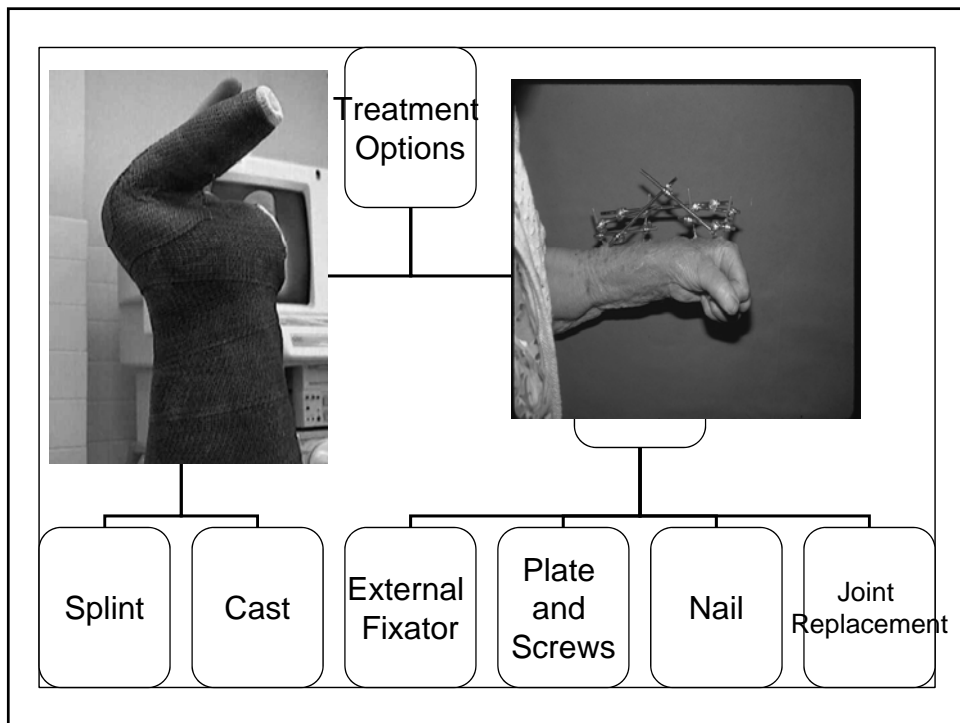 Treatment
Options
Splint
Cast
External
Fixator
Plate
and
Screws
Nail
Joint
Replacement